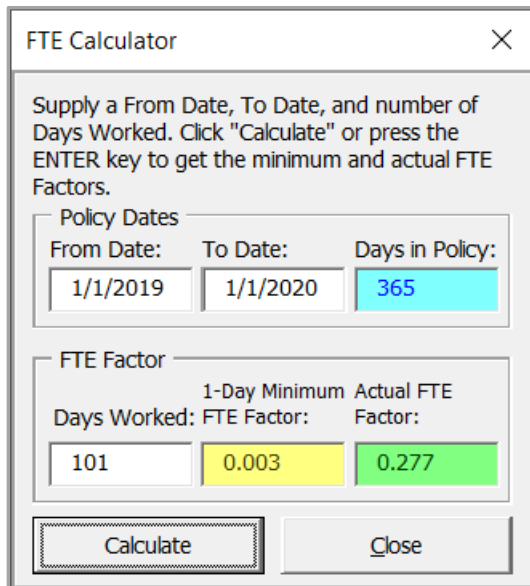 FTE Calculator
Supply a From Date, To Date, and number of
Days Worked. Click "Calculate" or press the
ENTER key to get the minimum and actual FTE
Factors.
Policy Dates
From Date: To Date: Days in Policy:
1/1/2019 1/1/2020 365
FTE Factor
1-Day Minimum Actual FTE
Days Worked: FTE Factor: Factor:
101 0.003 0.277
Calculate Close